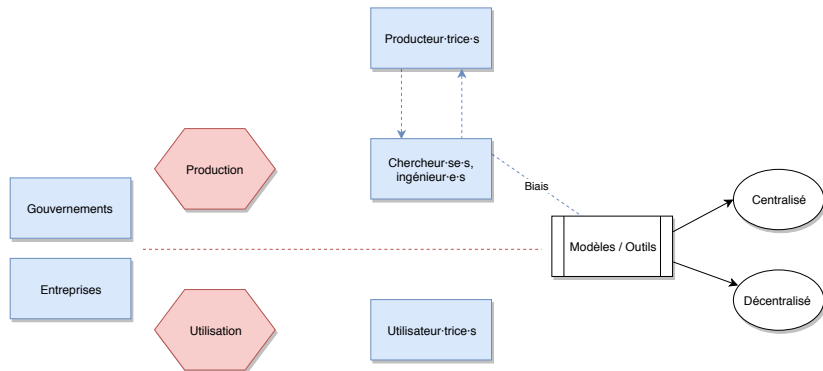 Producteur·trice·s
Production
Chercheur·se·s,
ingénieur·e·s
Gouvernements
Biais
Centralisé
Modèles / Outils
Entreprises
Utilisation
Utilisateur·trice·s
Décentralisé